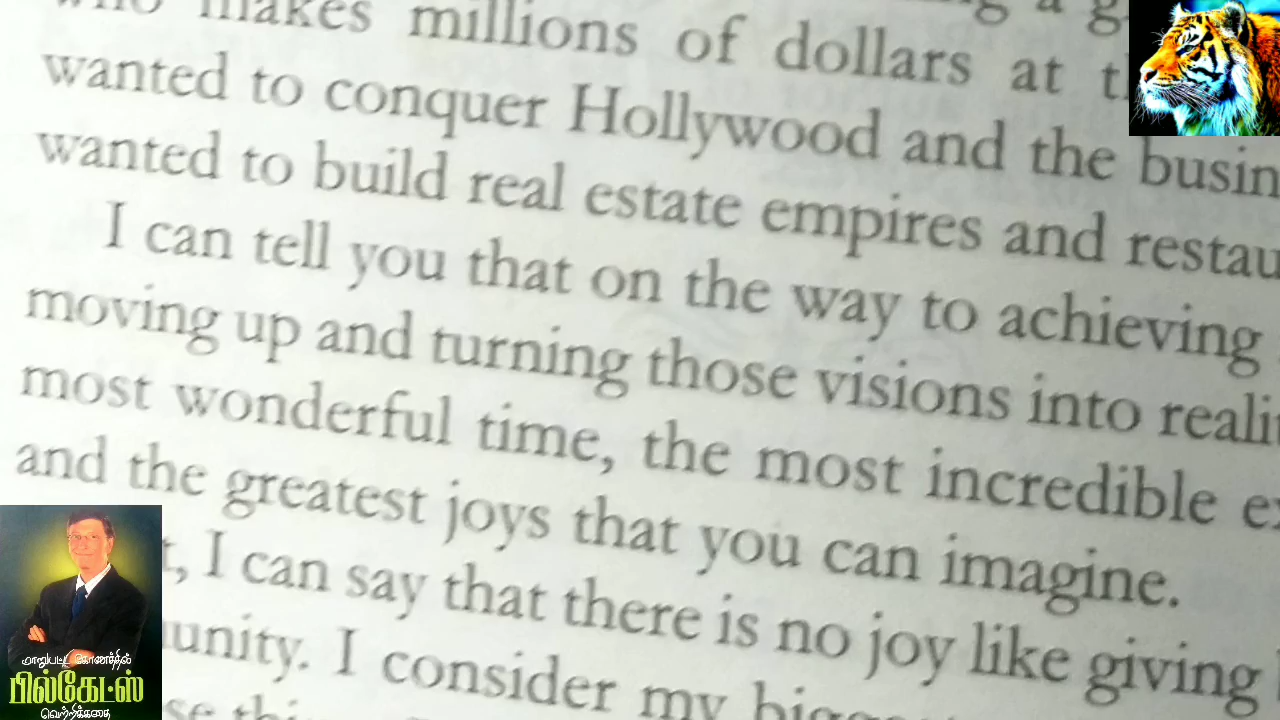 makes millions of dollars at
wanted to conquer Hollywood and the busin
wanted to build real estate empires and restau
I can tell you that on the way to achieving
moving up and turning those visions into reali
most wonderful time, the most incredible e
and the greatest joys that you can imagine.
t, I can say that there is no joy like giving
unity. I consider my
மாறுபட்ட கோணத்தில்
பில்கேட்ஸ்
வெற்றிக்கதை